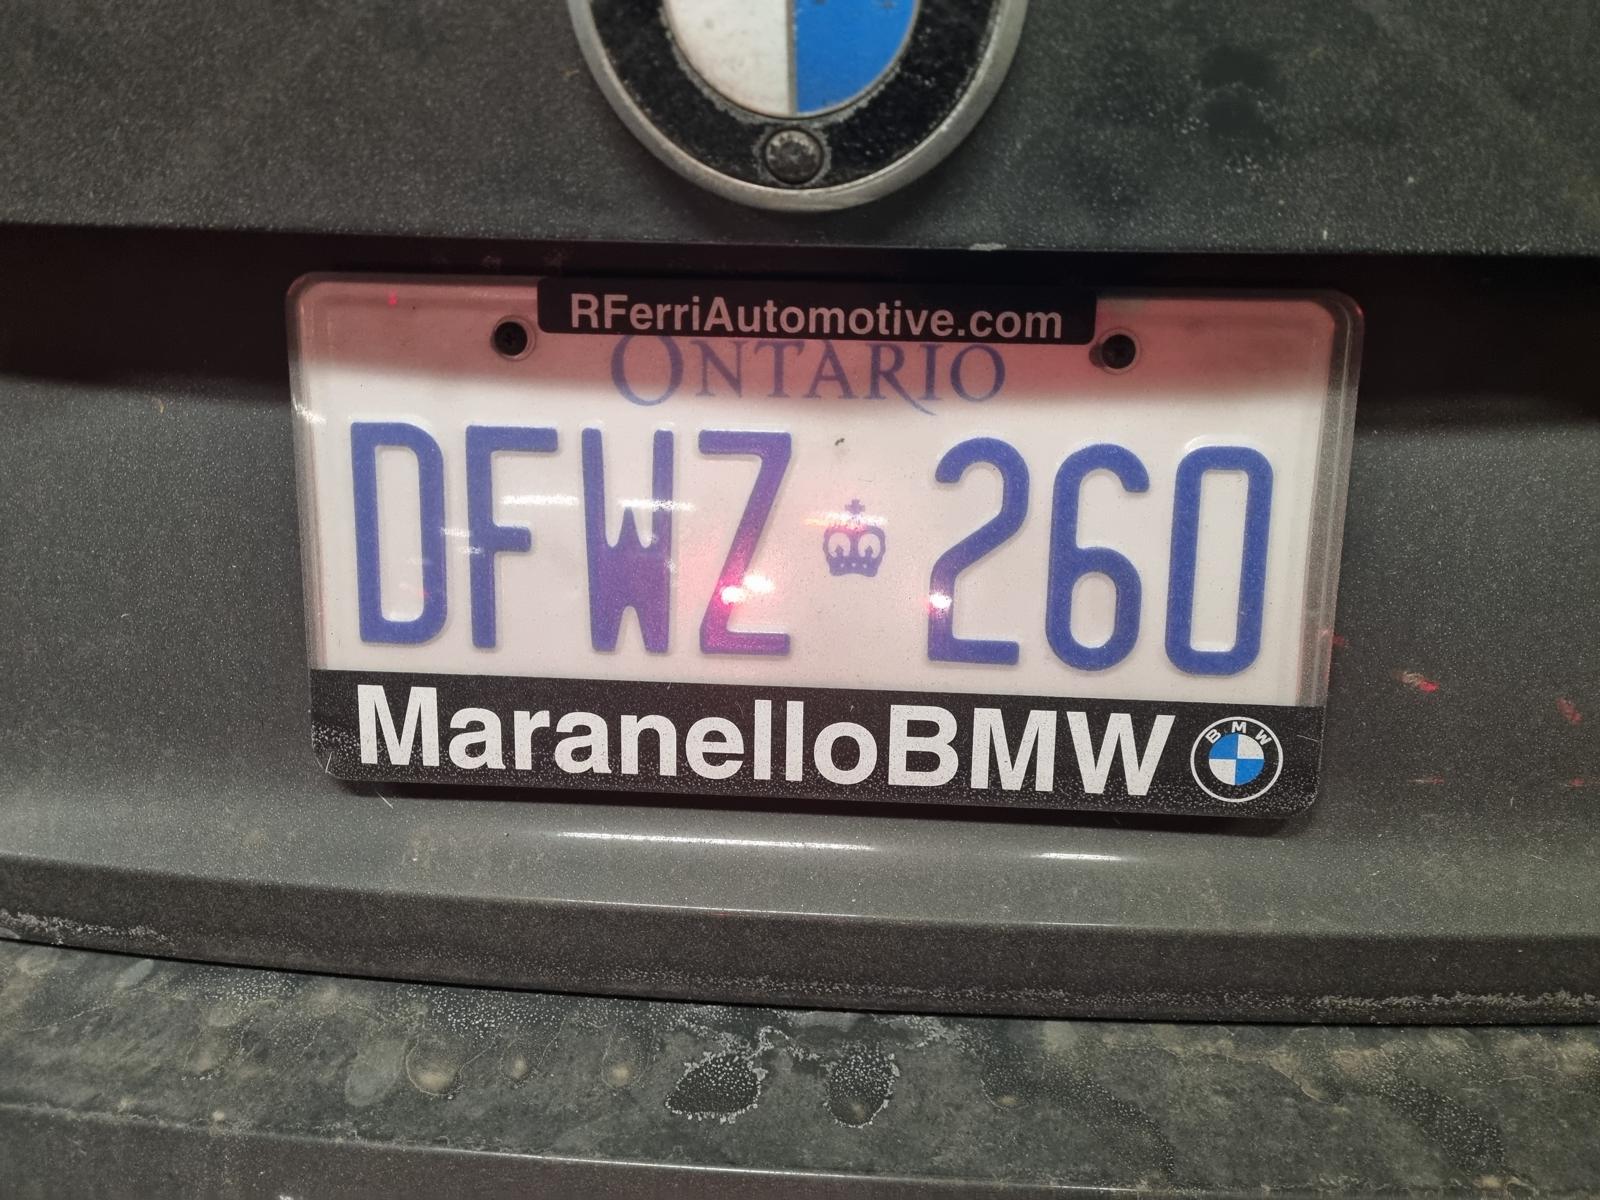 RFerriAutomotive.com
ONTARIO
DFWZ 260
MaranelloBMW
BMW